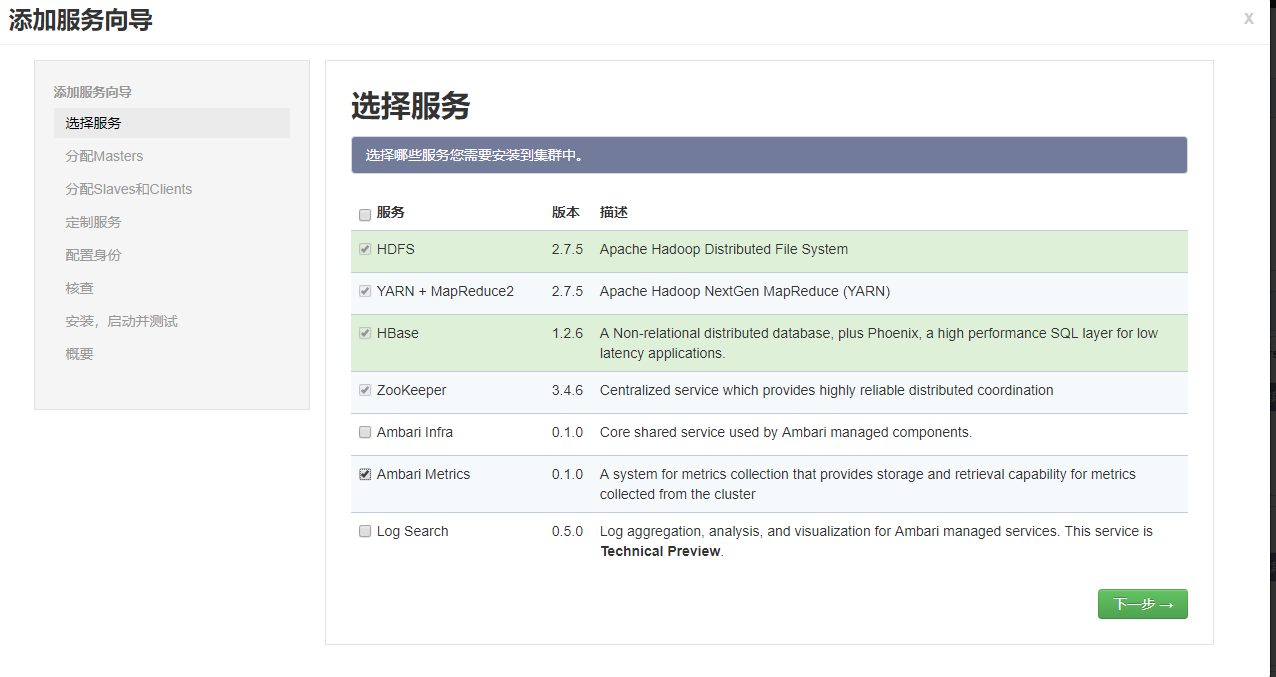 添加服务向导
x
添加服务向导
选择服务
分配Masters
分配Slaves和Clients
定制服务
配置身份
核查
安装，启动并测试
概要
选择服务
选择哪些服务您需要安装到集群中。
服务 版本 描述
HDFS 2.7.5 Apache Hadoop Distributed File System
YARN + MapReduce2 2.7.5 Apache Hadoop NextGen MapReduce (YARN)
HBase 1.2.6 A Non-relational distributed database, plus Phoenix, a high performance SQL layer for low
latency applications.
ZooKeeper 3.4.6 Centralized service which provides highly reliable distributed coordination
Ambari Infra 0.1.0 Core shared service used by Ambari managed components.
Ambari Metrics 0.1.0 A system for metrics collection that provides storage and retrieval capability for metrics
collected from the cluster
Log Search 0.5.0 Log aggregation, analysis, and visualization for Ambari managed services. This service is
Technical Preview.
下一步 →